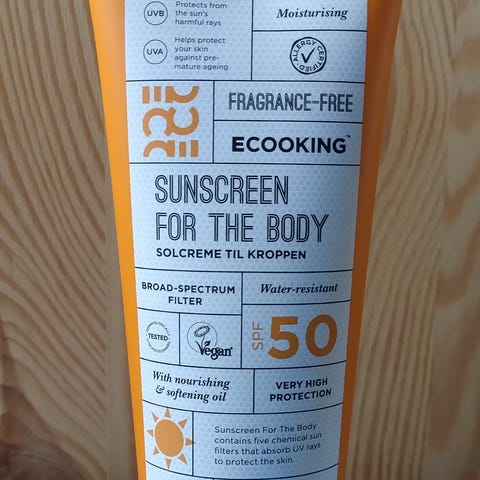 UVB
Protects from
the sun's
harmful rays
Moisturising
UVA
Helps protect
your skin
against pre-
mature ageing
ALLERGY CERTIFIED
FRAGRANCE-FREE
ECOOKING™
SUNSCREEN
FOR THE BODY
SOLCREME TIL KROPPEN
BROAD-SPECTRUM
FILTER
Water-resistant
TESTED
Vegan
SPF 50
With nourishing
& softening oil
VERY HIGH
PROTECTION
Sunscreen For The Body
contains five chemical sun
filters that absorb UV rays
to protect the skin.